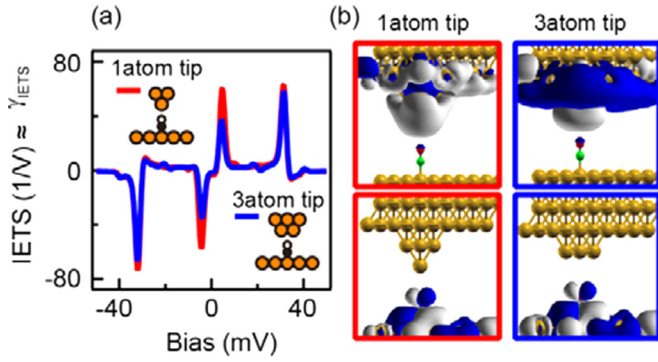 (a)
(b)
1atom tip
3atom tip
80
1atom tip
IETS (1/V) ≈ γIETS
0
3atom tip
-80
-40
0
40
Bias (mV)